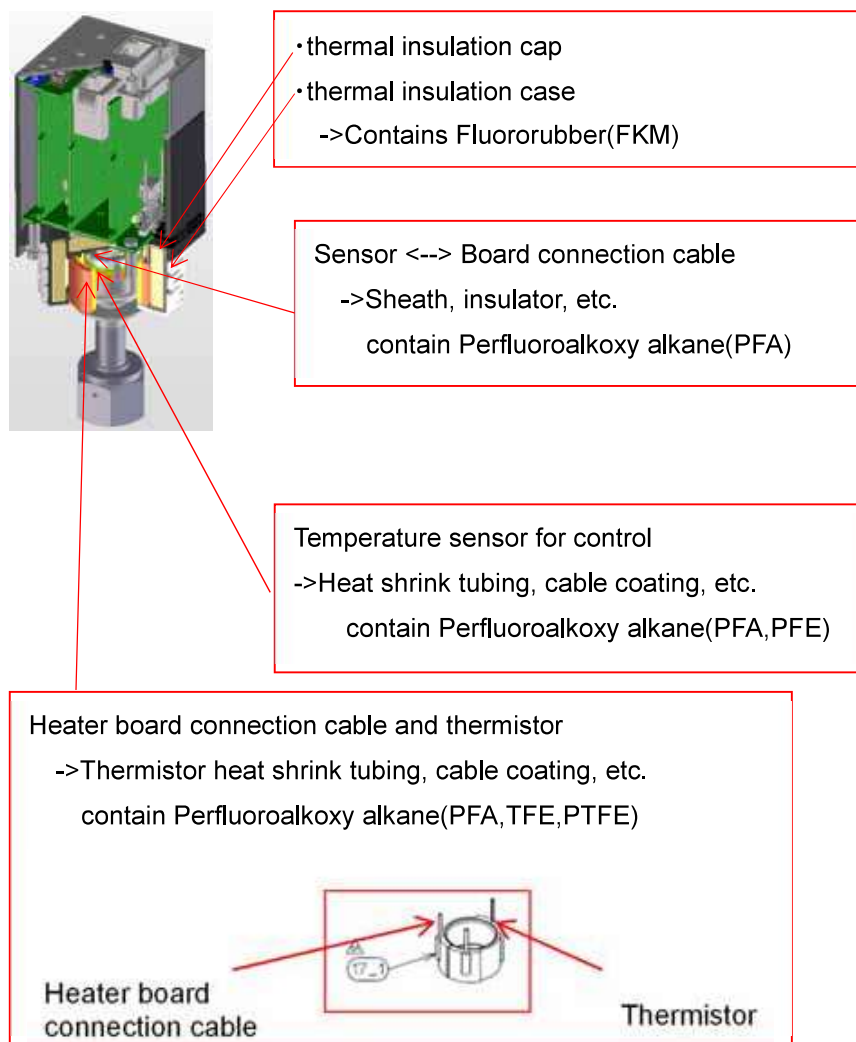 ・thermal insulation cap
・thermal insulation case
->Contains Fluororubber(FKM)
Sensor <--> Board connection cable
->Sheath, insulator, etc.
contain Perfluoroalkoxy alkane(PFA)
Temperature sensor for control
->Heat shrink tubing, cable coating, etc.
contain Perfluoroalkoxy alkane(PFA,PFE)
Heater board connection cable and thermistor
->Thermistor heat shrink tubing, cable coating, etc.
contain Perfluoroalkoxy alkane(PFA,TFE,PTFE)
17_1
Heater board
connection cable
Thermistor